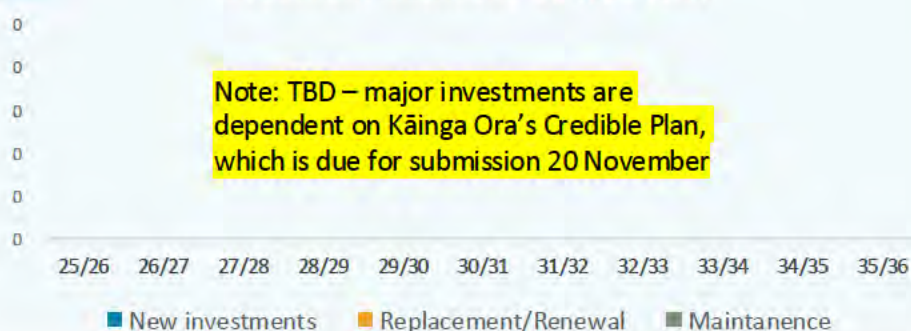 0
0
0
0
0
0
Note: TBD – major investments are
dependent on Kāinga Ora's Credible Plan,
which is due for submission 20 November
25/26 26/27 27/28 28/29 29/30 30/31 31/32 32/33 33/34 34/35 35/36
New investments Replacement/Renewal Maintanence